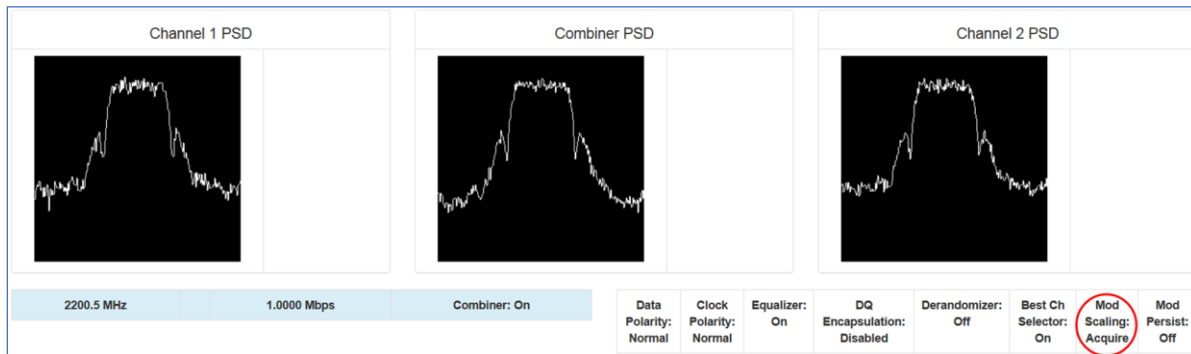 Channel 1 PSD
Combiner PSD
Channel 2 PSD
2200.5 MHz
1.0000 Mbps
Combiner: On
Data
Polarity:
Normal
Clock
Polarity:
Normal
Equalizer:
On
DQ
Encapsulation:
Disabled
Derandomizer:
Off
Best Ch
Selector:
On
Mod
Scaling:
Acquire
Mod
Persist:
Off